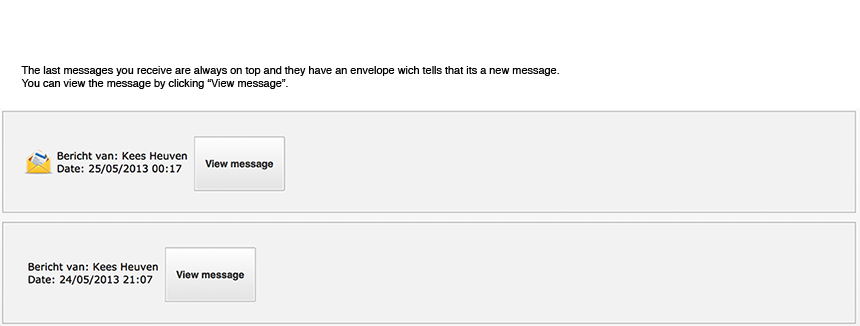 The last messages you receive are always on top and they have an envelope wich tells that its a new message.
You can view the message by clicking “View message”.
Bericht van: Kees Heuven
Date: 25/05/2013 00:17
View message
Bericht van: Kees Heuven
Date: 24/05/2013 21:07
View message